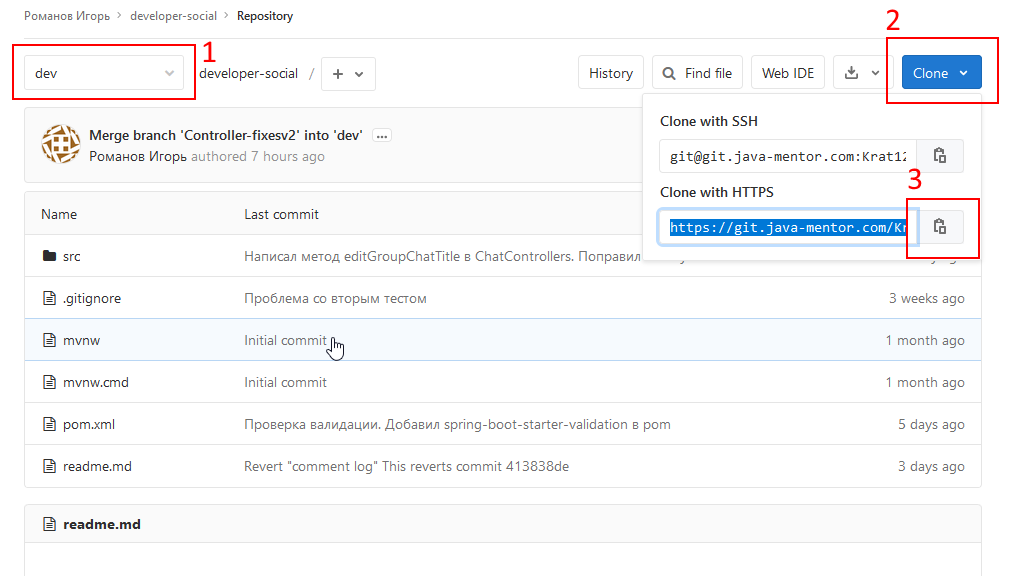 Романов Игорь > developer-social > Repository
2
1
dev
developer-social / +
History
Find file
Web IDE
Clone
Merge branch 'Controller-fixesv2' into 'dev' ...
Романов Игорь authored 7 hours ago
Clone with SSH
git@git.java-mentor.com:Krat12
Clone with HTTPS
3
https://git.java-mentor.com/Kr
Name Last commit
src Написал метод editGroupChatTitle в ChatControllers. Поправил
.gitignore Проблема со вторым тестом 3 weeks ago
mvnw Initial commit 1 month ago
mvnw.cmd Initial commit 1 month ago
pom.xml Проверка валидации. Добавил spring-boot-starter-validation в pom 5 days ago
readme.md Revert "comment log" This reverts commit 413838de 3 days ago
readme.md